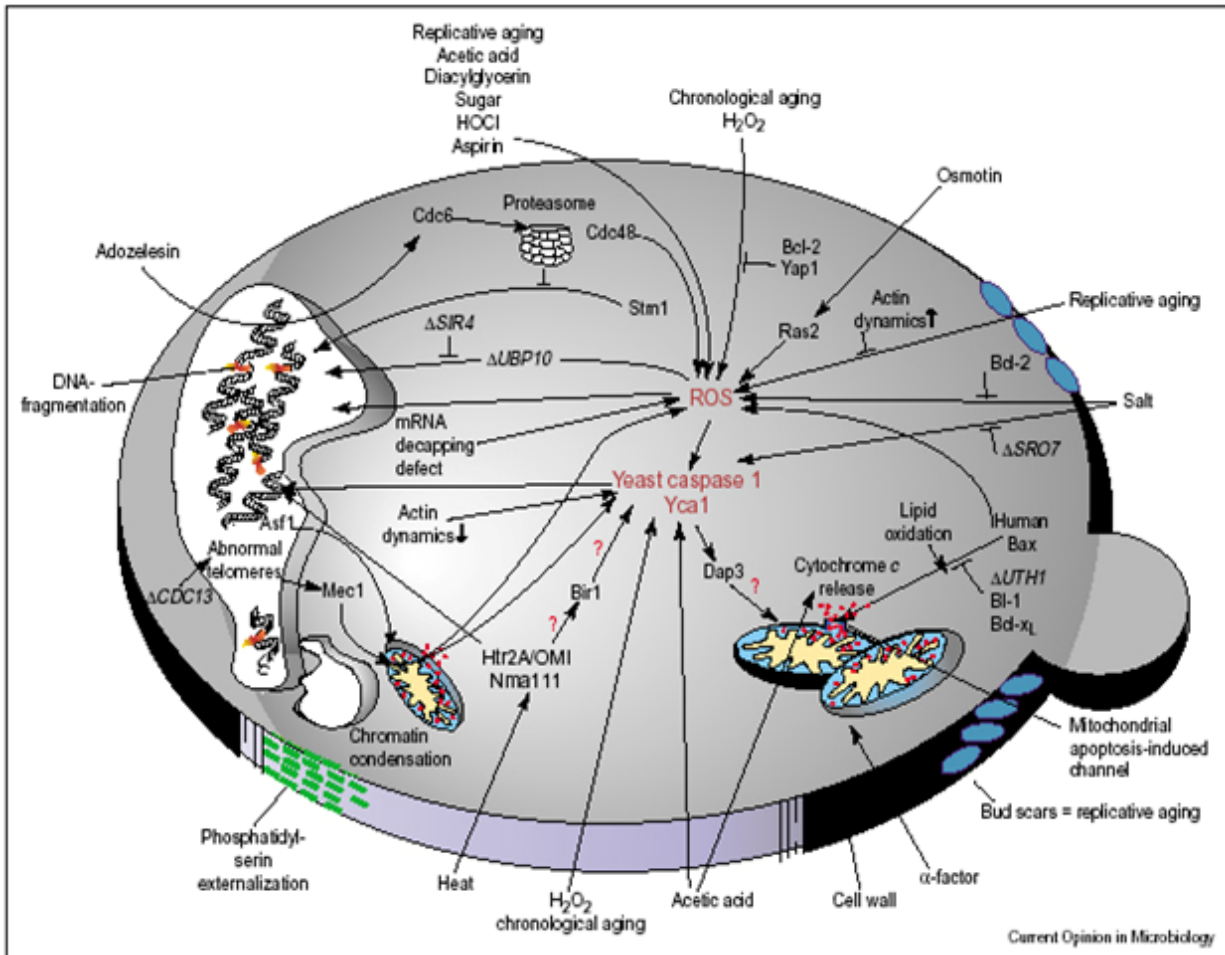 Replicative aging
Acetic acid
Diacylglycerin
Sugar
HOCl
Aspirin
Chronological aging
H₂O₂
Osmotin
Proteasome
Cdc6
Cdc48
Adozelesin
Bcl-2
Yap1
Stm1
Actin
dynamics↑
Replicative aging
Ras2
ΔSIR4
ΔUBP10
DNA-
fragmentation
Bd-2
ROS
Salt
mRNA
decapping
defect
ΔSRO7
Yeast caspase 1
Yca1
Asf1
Actin
dynamics↓
Lipid
oxidation
Human
Bax
Abnormal
telomeres
?
Dap3
?
Cytochrome c
release
ΔCDC13
Mec1
Bir1
ΔUTH1
BI-1
Bd-xL
?
Htr2A/OMI
Nma111
Chromatin
condensation
Mitochondrial
apoptosis-induced
channel
Bud scars = replicative aging
Phosphatidyl-
serin
externalization
Heat
H₂O₂
chronological aging
Acetic acid
Cell wall
α-factor
Current Opinion in Microbiology